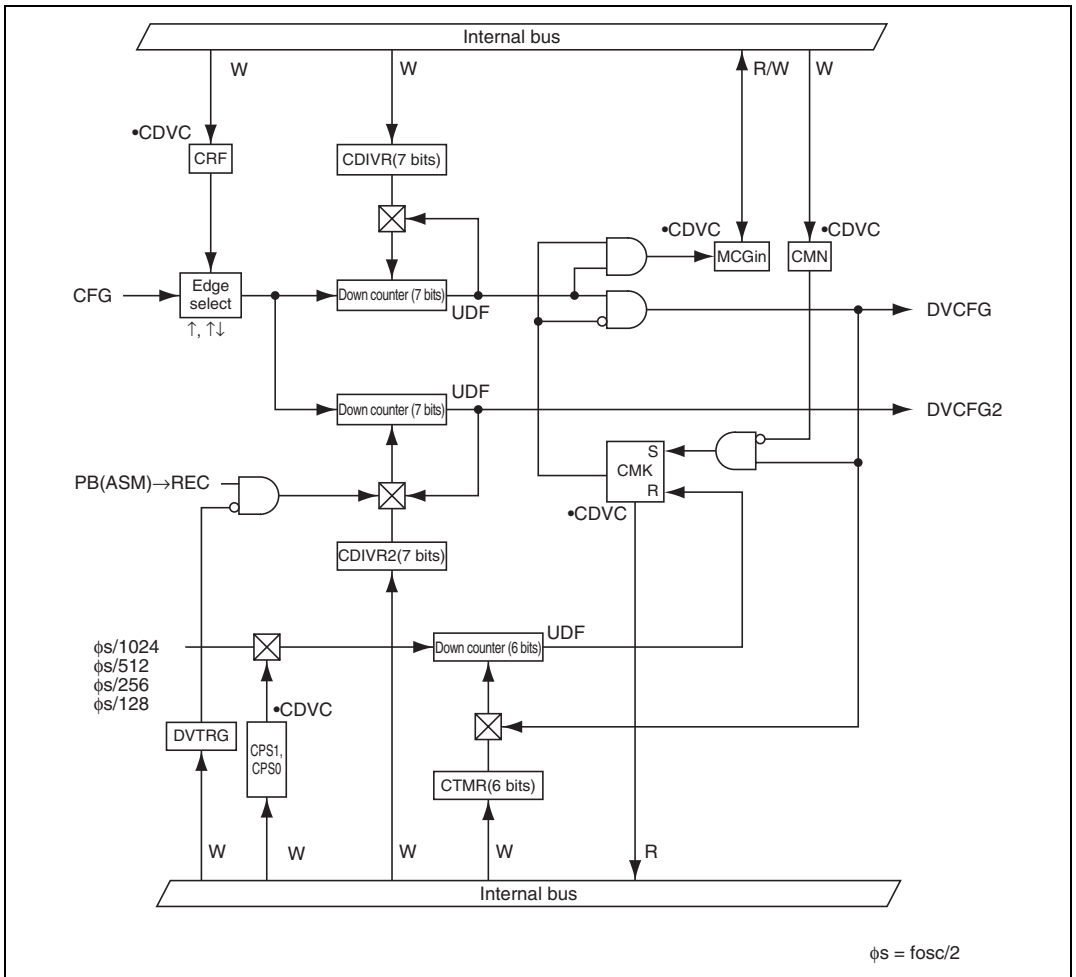 Internal bus
W
W
R/W
W
•CDVC
CRF
CDIVR(7 bits)
•CDVC
MCGin
•CDVC
CMN
CFG
Edge
select
↑, ↑↓
Down counter (7 bits)
UDF
DVCFG
Down counter (7 bits)
UDF
DVCFG2
S
CMK
R
•CDVC
PB(ASM)→REC
CDIVR2(7 bits)
ϕs/1024
ϕs/512
ϕs/256
ϕs/128
Down counter (6 bits)
UDF
•CDVC
DVTRG
CPS1,
CPS0
CTMR(6 bits)
W
W
W
W
R
Internal bus
ϕs = fosc/2